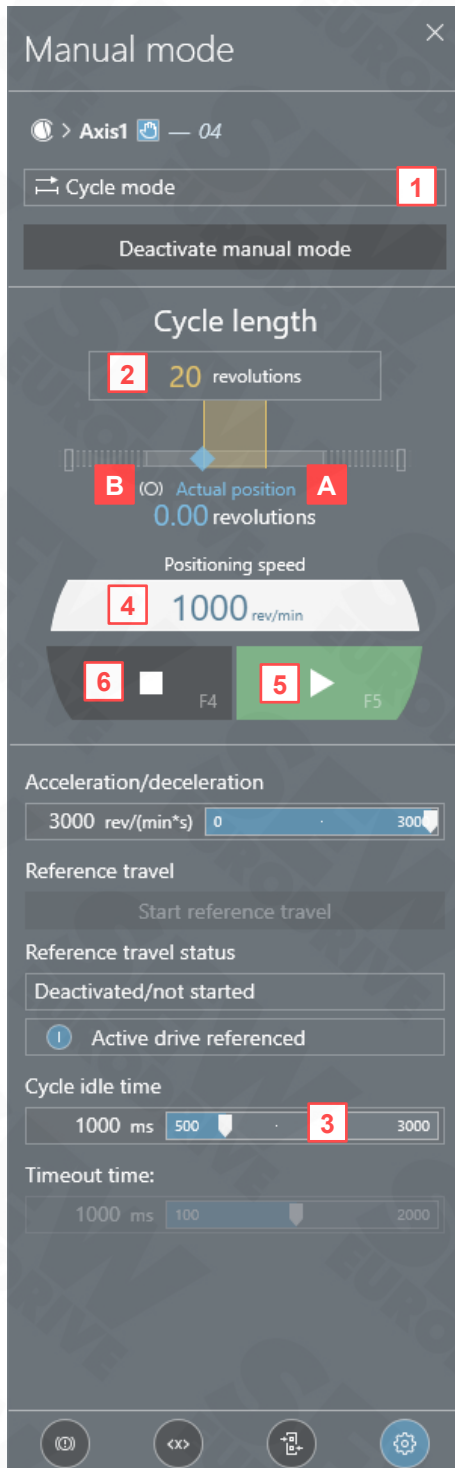 Manual mode
> Axis1 — 04
Cycle mode 1
Deactivate manual mode
Cycle length
2 20 revolutions
B (O) Actual position A
0.00 revolutions
Positioning speed
4 1000 rev/min
6 F4 5 F5
Acceleration/deceleration
3000 rev/(min*s) 0 3000
Reference travel
Start reference travel
Reference travel status
Deactivated/not started
Active drive referenced
Cycle idle time
1000 ms 500 3 3000
Timeout time:
1000 ms 100 2000
<x>